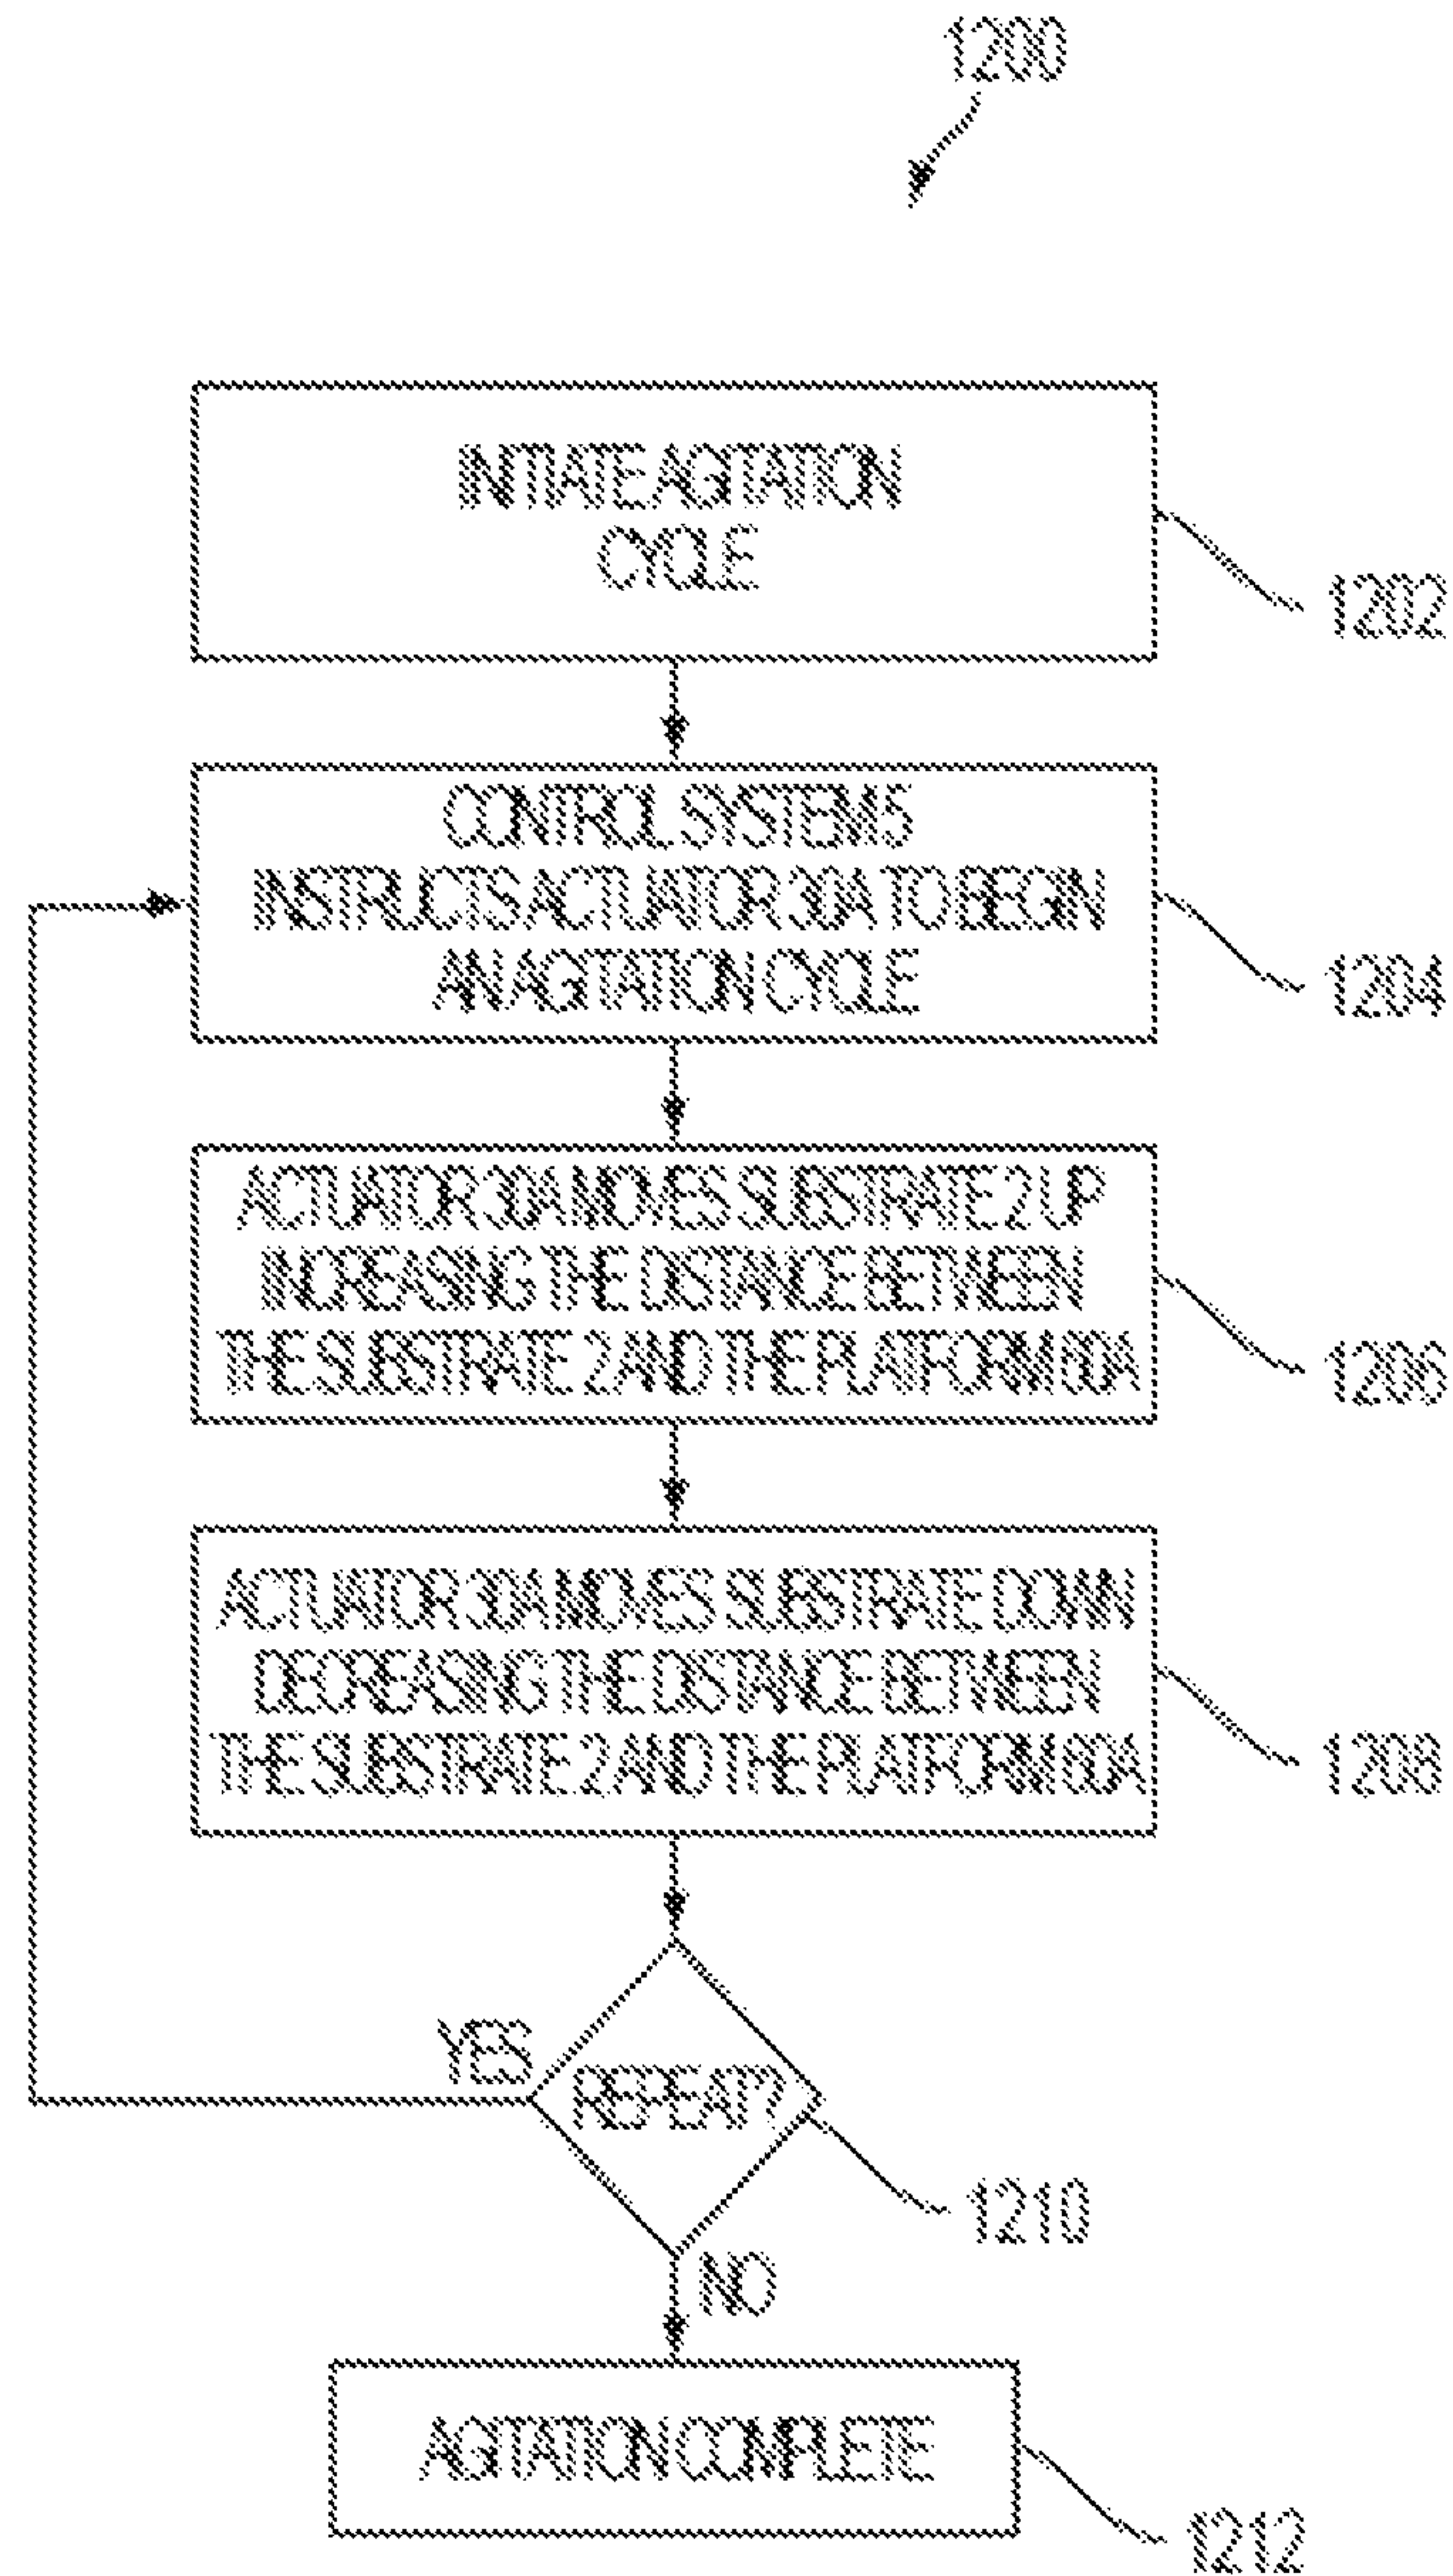 1200
INITIATE AGITATION
CYCLE
1202
CONTROL SYSTEM 5
INSTRUCTS ACTUATOR 30A TO BEGIN
AN AGITATION CYCLE
1204
ACTUATOR 30A MOVES SUBSTRATE 2 UP
INCREASING THE DISTANCE BETWEEN
THE SUBSTRATE 2 AND THE PLATFORM 60A
1206
ACTUATOR 30A MOVES SUBSTRATE DOWN
DECREASING THE DISTANCE BETWEEN
THE SUBSTRATE 2 AND THE PLATFORM 60A
1208
YES
REPEAT?
1210
NO
AGITATION COMPLETE
1212